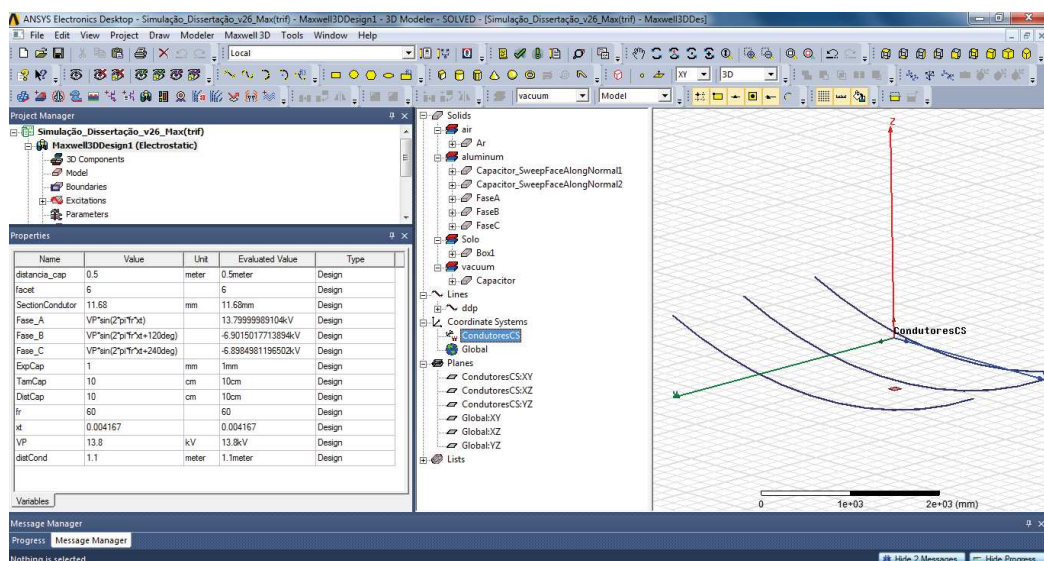 ANSYS Electronics Desktop - Simulação_Dissertação_v26_Max(trif) - Maxwell3DDesign1 - 3D Modeler - SOLVED - [Simulação_Dissertação_v26_Max(trif) - Maxwell3DDes]
File Edit View Project Draw Modeler Maxwell 3D Tools Window Help
Local
XY 3D
vacuum Model
Project Manager
Simulação_Dissertação_v26_Max(trif)
Maxwell3DDesign1 (Electrostatic)
3D Components
Model
Boundaries
Excitations
Parameters
Properties
Name Value Unit Evaluated Value Type
distancia_cap 0.5 meter 0.5meter Design
facet 6 6 Design
SectionCondutor 11.68 mm 11.68mm Design
Fase_A VP*sin(2*pi*fr*xt) 13.79999989104kV Design
Fase_B VP*sin(2*pi*fr*xt+120deg) -6.9015017713894kV Design
Fase_C VP*sin(2*pi*fr*xt+240deg) -6.8984981196502kV Design
ExpCap 1 mm 1mm Design
TamCap 10 cm 10cm Design
DistCap 10 cm 10cm Design
fr 60 60 Design
xt 0.004167 0.004167 Design
VP 13.8 kV 13.8kV Design
distCond 1.1 meter 1.1meter Design
Variables
Solids
air
Ar
aluminum
Capacitor_SweepFaceAlongNormal1
Capacitor_SweepFaceAlongNormal2
FaseA
FaseB
FaseC
Solo
Box1
vacuum
Capacitor
Lines
ddp
Coordinate Systems
CondutoresCS
Global
Planes
CondutoresCS:XY
CondutoresCS:XZ
CondutoresCS:YZ
Global:XY
Global:XZ
Global:YZ
Lists
Z
CondutoresCS
0 1e+03 2e+03 (mm)
Message Manager
Progress Message Manager
Nothing is selected
Hide 2 Messages Hide Progress